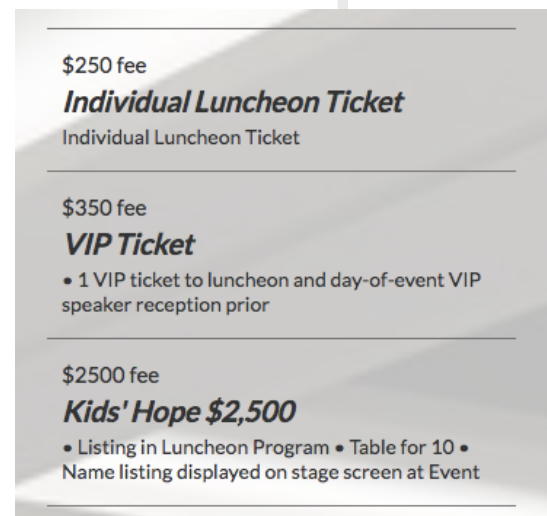 $250 fee
Individual Luncheon Ticket
Individual Luncheon Ticket
$350 fee
VIP Ticket
• 1 VIP ticket to luncheon and day-of-event VIP
speaker reception prior
$2500 fee
Kids' Hope $2,500
• Listing in Luncheon Program • Table for 10 •
Name listing displayed on stage screen at Event